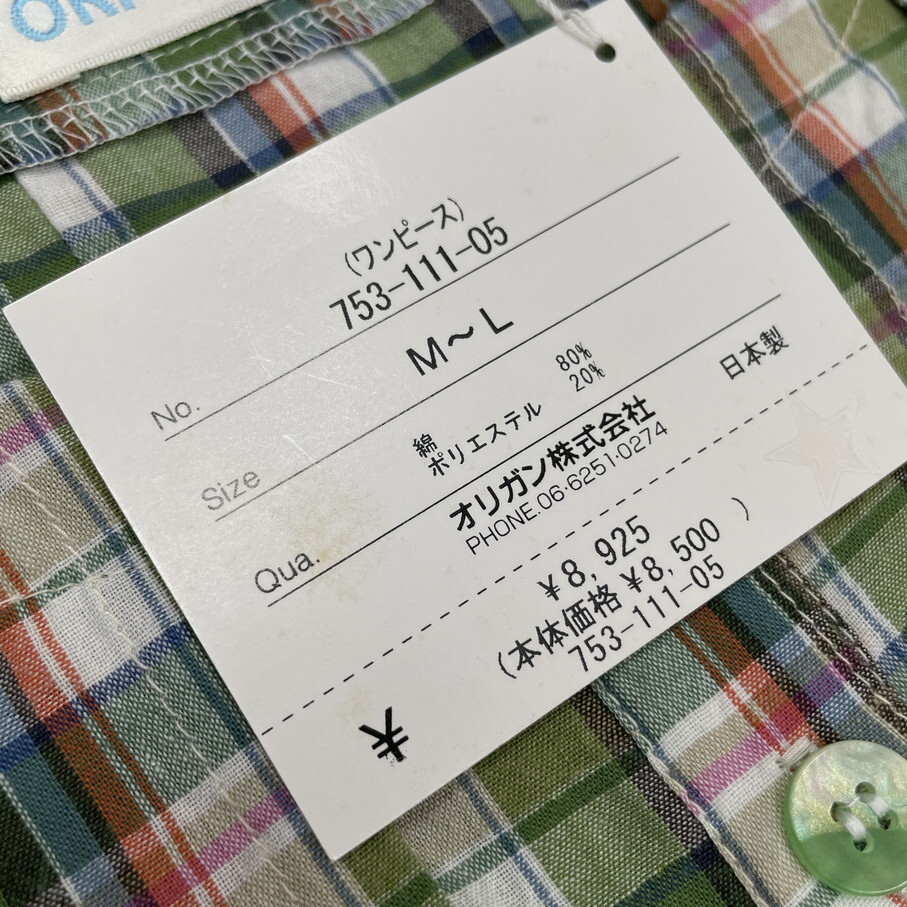 (ワンピース)
No. 753-111-05
Size M～L
綿 80%
Qua. ポリエステル 20%
日本製
オリガン株式会社
PHONE.06-6251-0274
¥8,925
(本体価格 ¥8,500 )
¥ 753-111-05